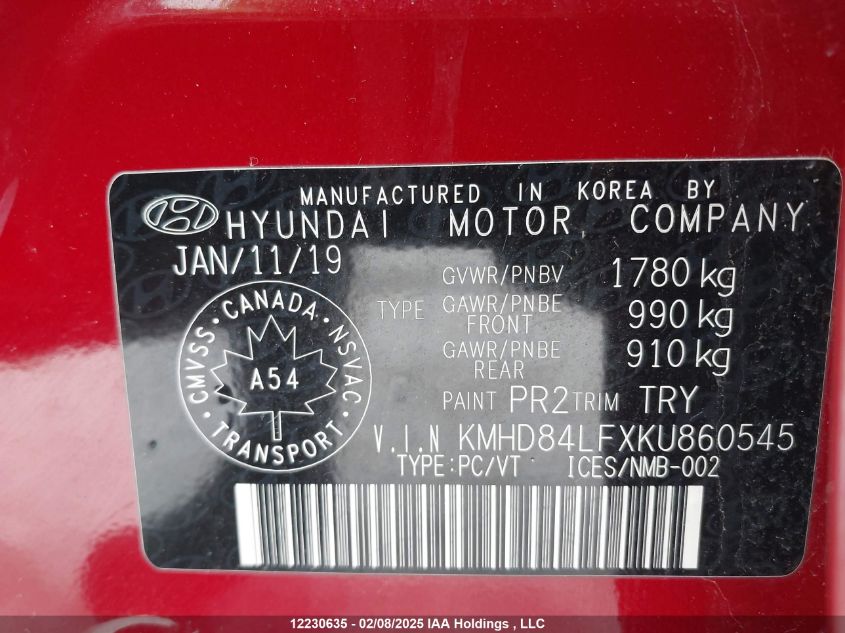 MANUFACTURED IN KOREA BY
HYUNDAI MOTOR COMPANY
JAN/11/19
GVWR/PNBV 1780 kg
TYPE GAWR/PNBE FRONT 990 kg
GAWR/PNBE REAR 910 kg
PAINT PR2 TRIM TRY
V.I.N KMHD84LFXKU860545
TYPE:PC/VT ICES/NMB-002
CANADA · NSVAC · TRANSPORT · CMVSS ·
A54
12230635 - 02/08/2025 IAA Holdings , LLC